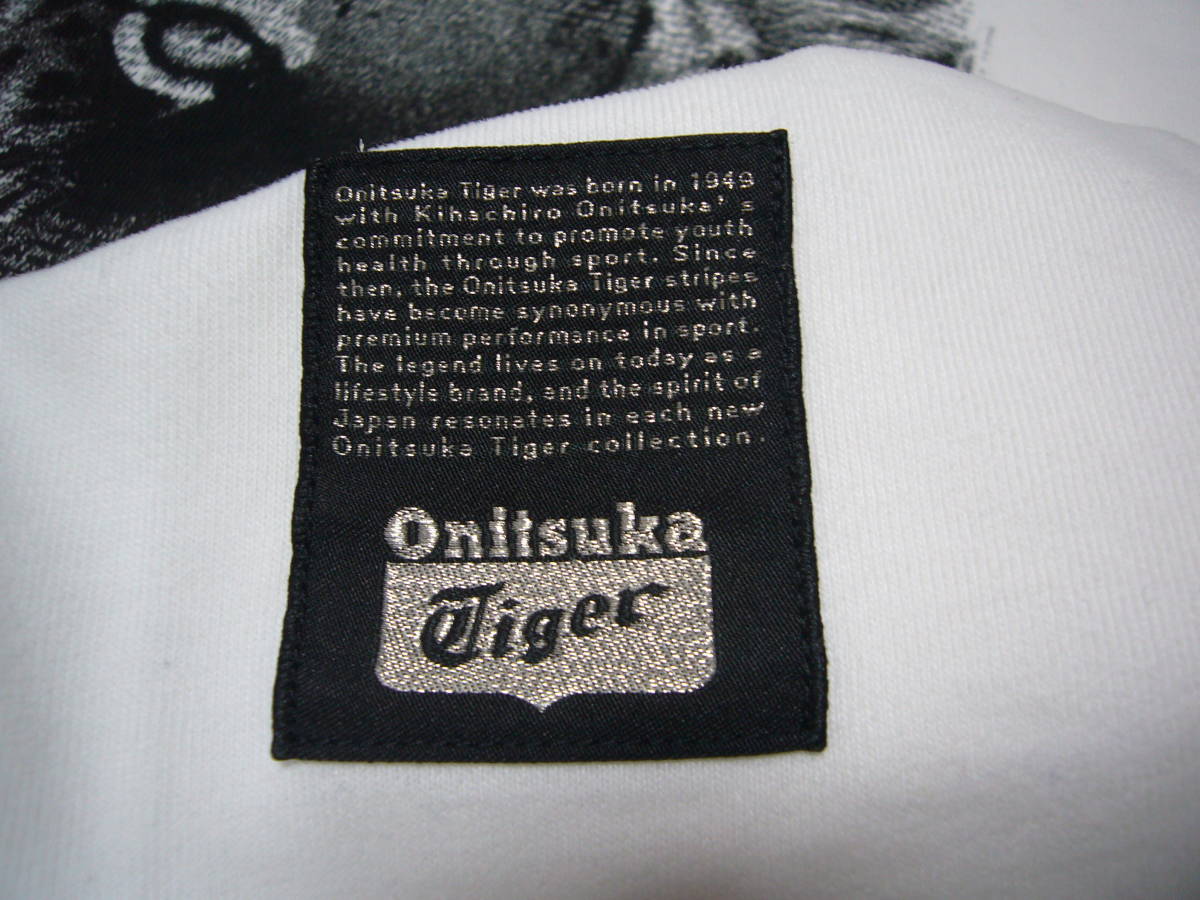 Onitsuka Tiger was born in 1949
with Kihachiro Onitsuka's
commitment to promote youth
health through sport. Since
then, the Onitsuka Tiger stripes
have become synonymous with
premium performance in sport.
The legend lives on today as a
lifestyle brand, and the spirit of
Japan resonates in each new
Onitsuka Tiger collection.
Onitsuka
Tiger